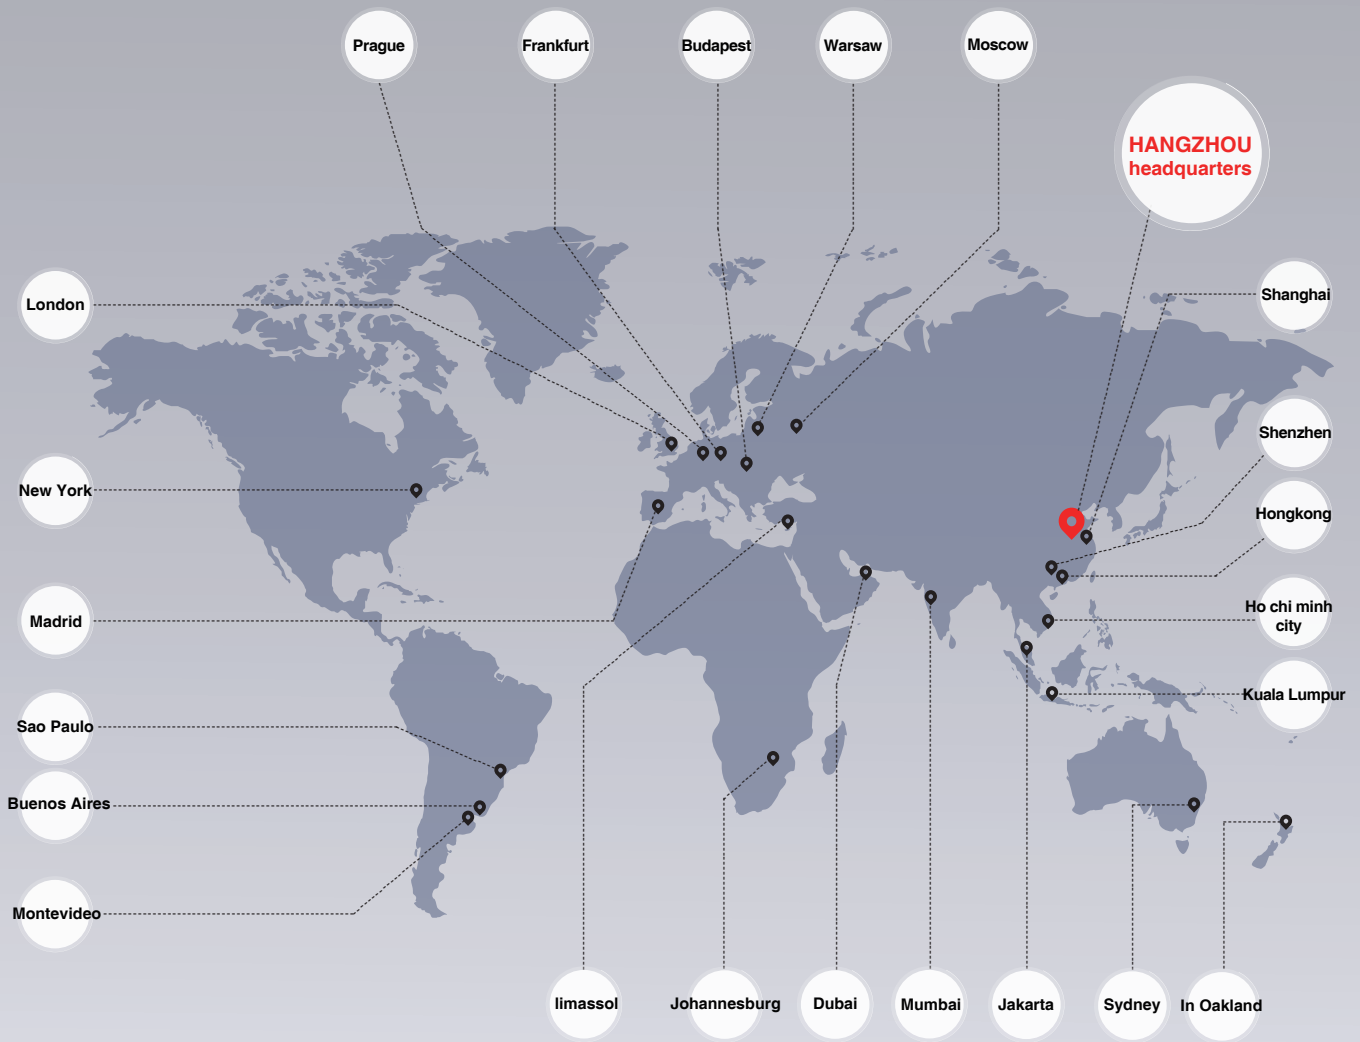 Prague
Frankfurt
Budapest
Warsaw
Moscow
HANGZHOU
headquarters
London
Shanghai
Shenzhen
New York
Hongkong
Madrid
Ho chi minh
city
Kuala Lumpur
Sao Paulo
Buenos Aires
Montevideo
limassol
Johannesburg
Dubai
Mumbai
Jakarta
Sydney
In Oakland